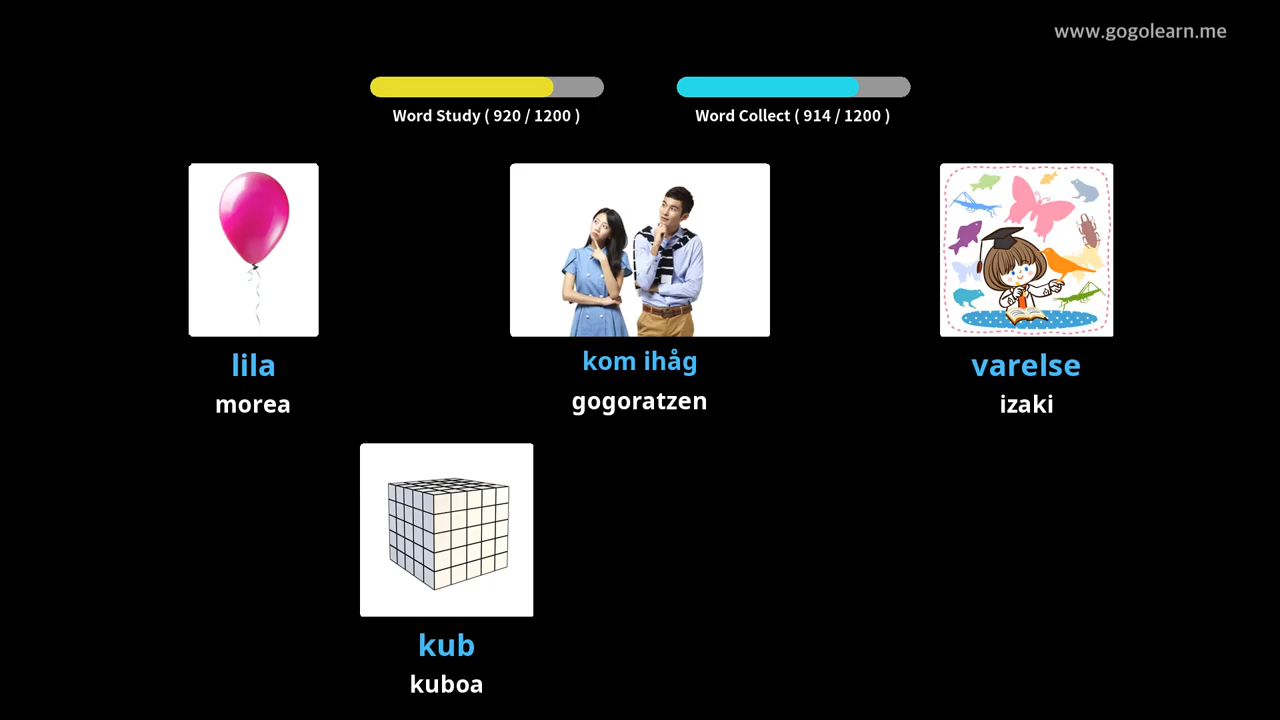 www.gogolearn.me
Word Study ( 920 / 1200 )
Word Collect ( 914 / 1200 )
lila
morea
kom ihåg
gogoratzen
varelse
izaki
kub
kuboa